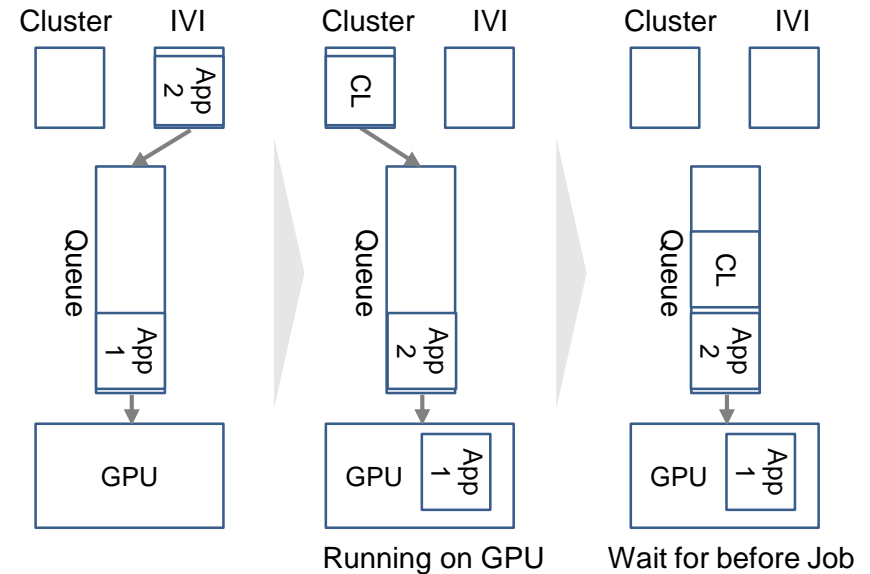 Cluster IVI
App 2
Queue
App 1
GPU
Cluster IVI
CL
Queue
App 2
GPU
App 1
Running on GPU
Cluster IVI
Queue
CL
App 2
GPU
App 1
Wait for before Job